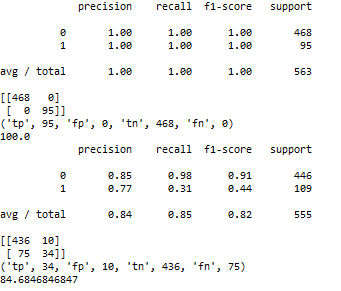 precision recall f1-score support
0 1.00 1.00 1.00 468
1 1.00 1.00 1.00 95
avg / total 1.00 1.00 1.00 563
[[468 0]
[ 0 95]]
('tp', 95, 'fp', 0, 'tn', 468, 'fn', 0)
100.0
precision recall f1-score support
0 0.85 0.98 0.91 446
1 0.77 0.31 0.44 109
avg / total 0.84 0.85 0.82 555
[[436 10]
[ 75 34]]
('tp', 34, 'fp', 10, 'tn', 436, 'fn', 75)
84.6846846847